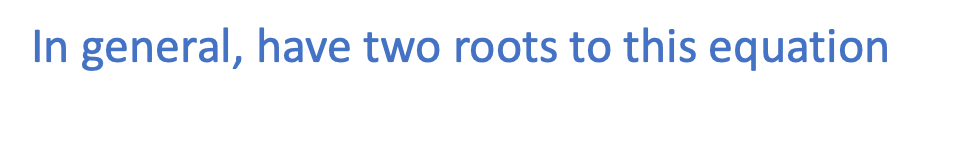 In general, have two roots to this equation